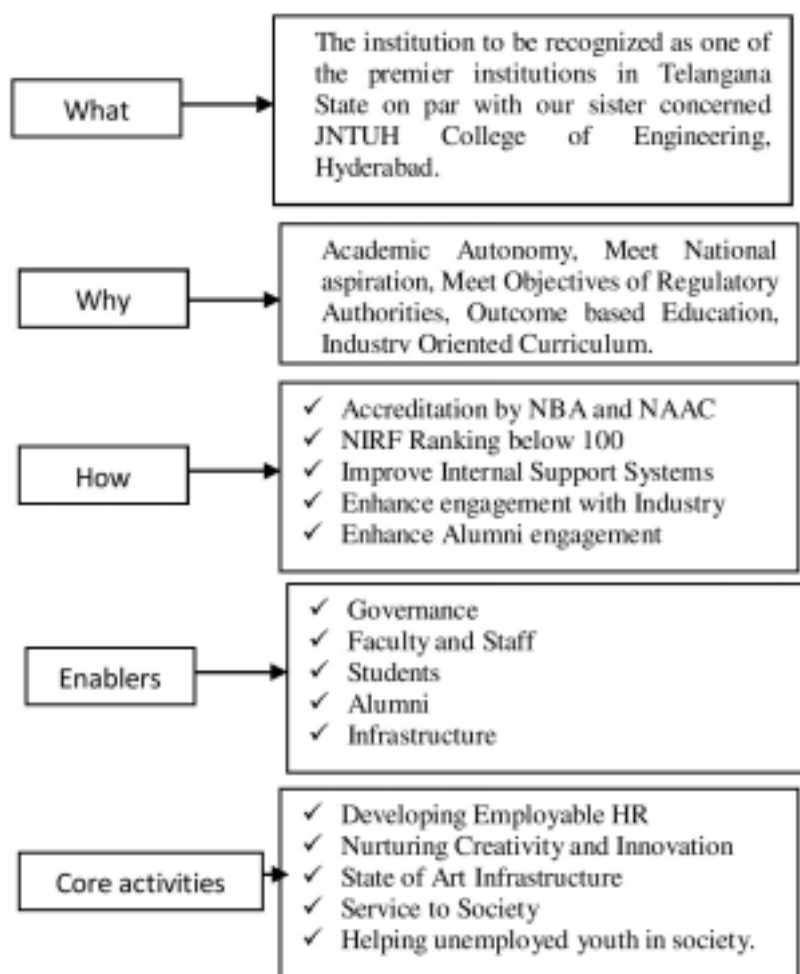 What
The institution to be recognized as one of
the premier institutions in Telangana
State on par with our sister concerned
JNTUH College of Engineering,
Hyderabad.
Why
Academic Autonomy, Meet National
aspiration, Meet Objectives of Regulatory
Authorities, Outcome based Education,
Industry Oriented Curriculum.
How
✓ Accreditation by NBA and NAAC
✓ NIRF Ranking below 100
✓ Improve Internal Support Systems
✓ Enhance engagement with Industry
✓ Enhance Alumni engagement
Enablers
✓ Governance
✓ Faculty and Staff
✓ Students
✓ Alumni
✓ Infrastructure
Core activities
✓ Developing Employable HR
✓ Nurturing Creativity and Innovation
✓ State of Art Infrastructure
✓ Service to Society
✓ Helping unemployed youth in society.